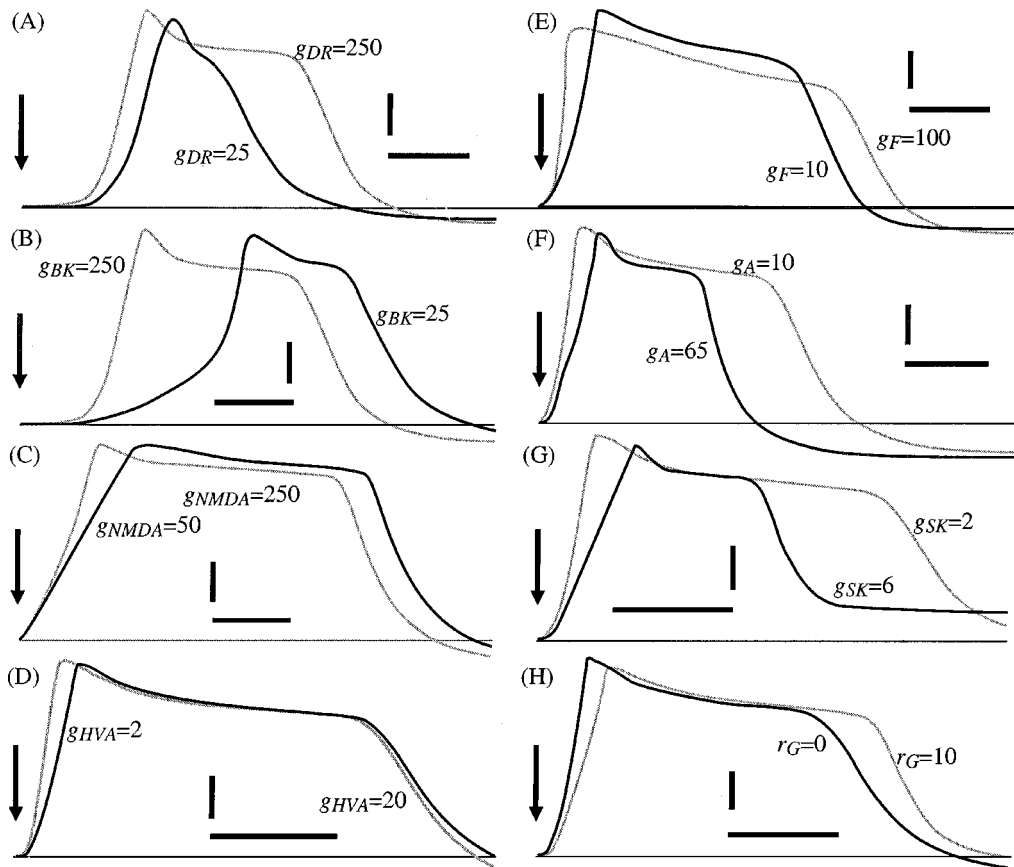 (A)
gDR=250
gDR=25
(B)
gBK=250
gBK=25
(C)
gNMDA=250
gNMDA=50
(D)
gHVA=2
gHVA=20
(E)
gF=100
gF=10
(F)
gA=10
gA=65
(G)
gSK=2
gSK=6
(H)
rG=0
rG=10